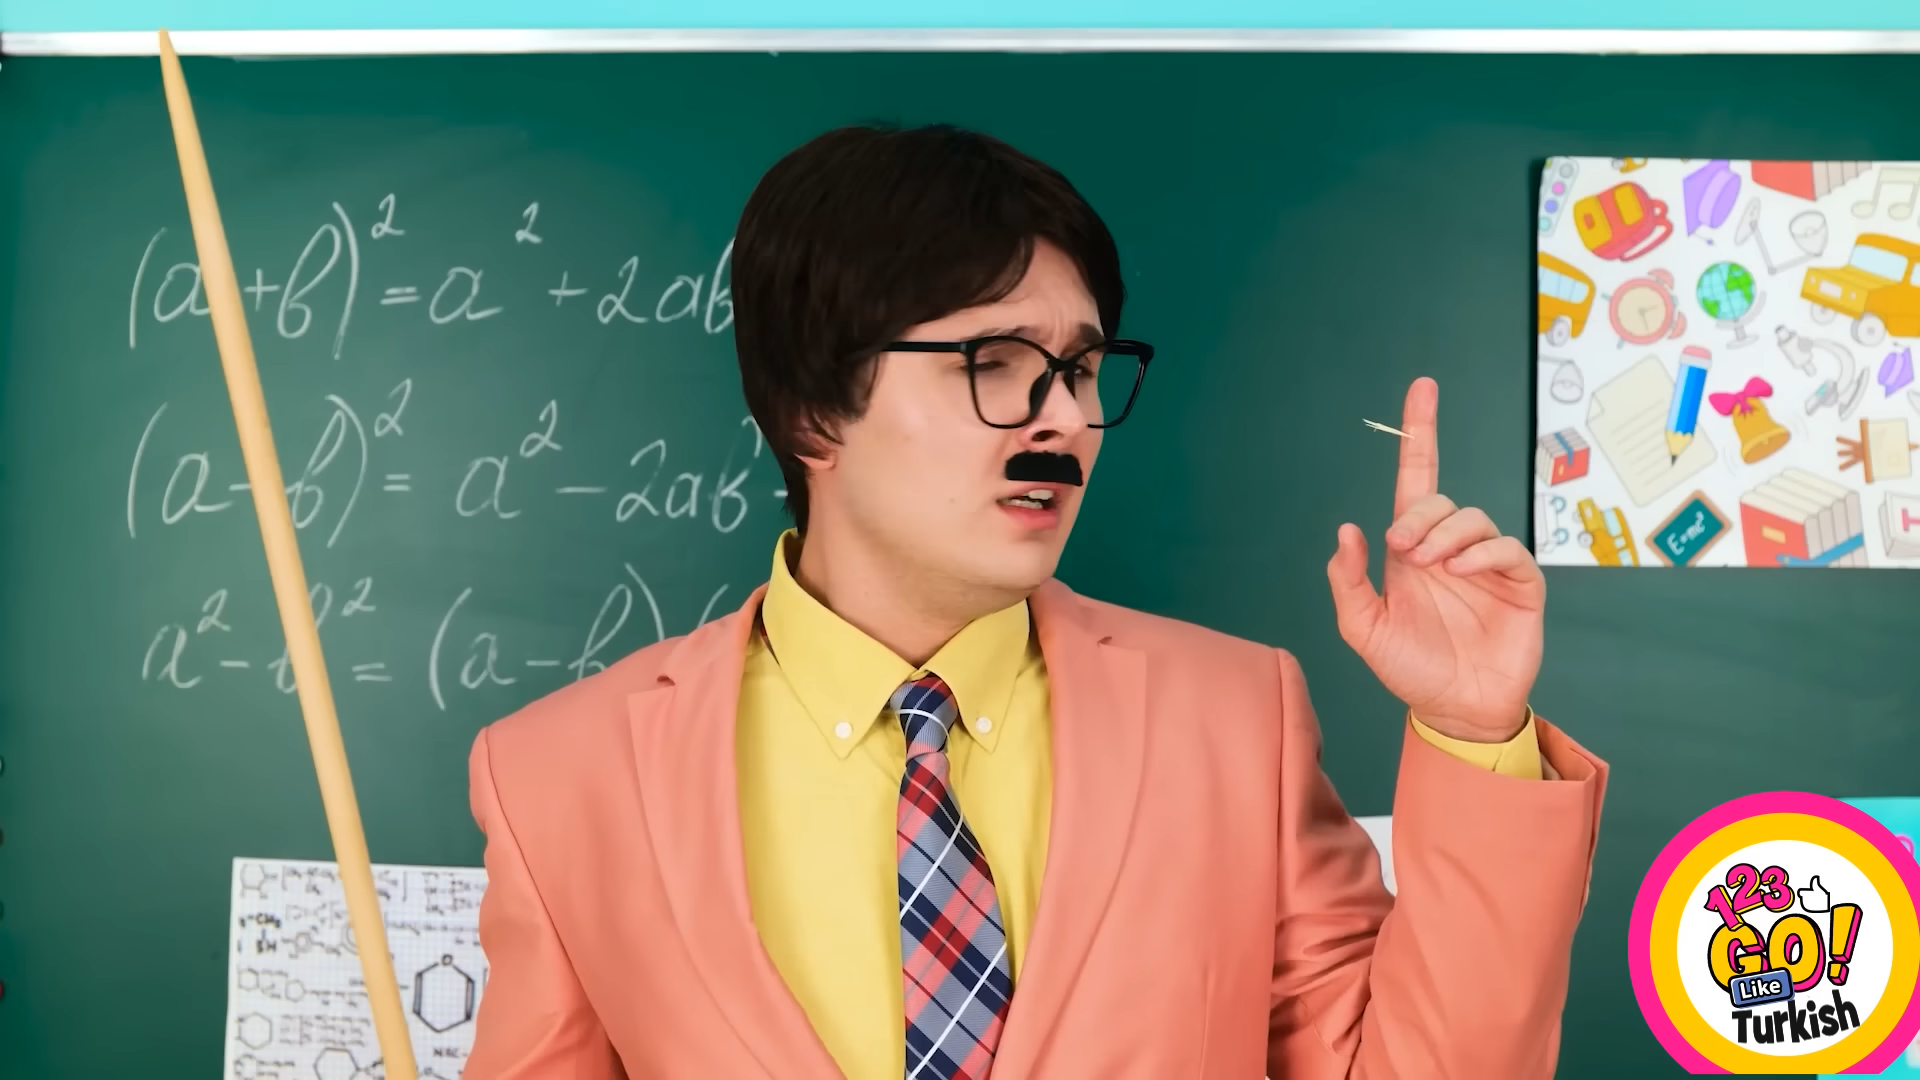 (a+b)² = a² + 2ab
(a-b)² = a² - 2ab -
a² - b² = (a-b) (
E=mc²
123
GO!
Like
Turkish